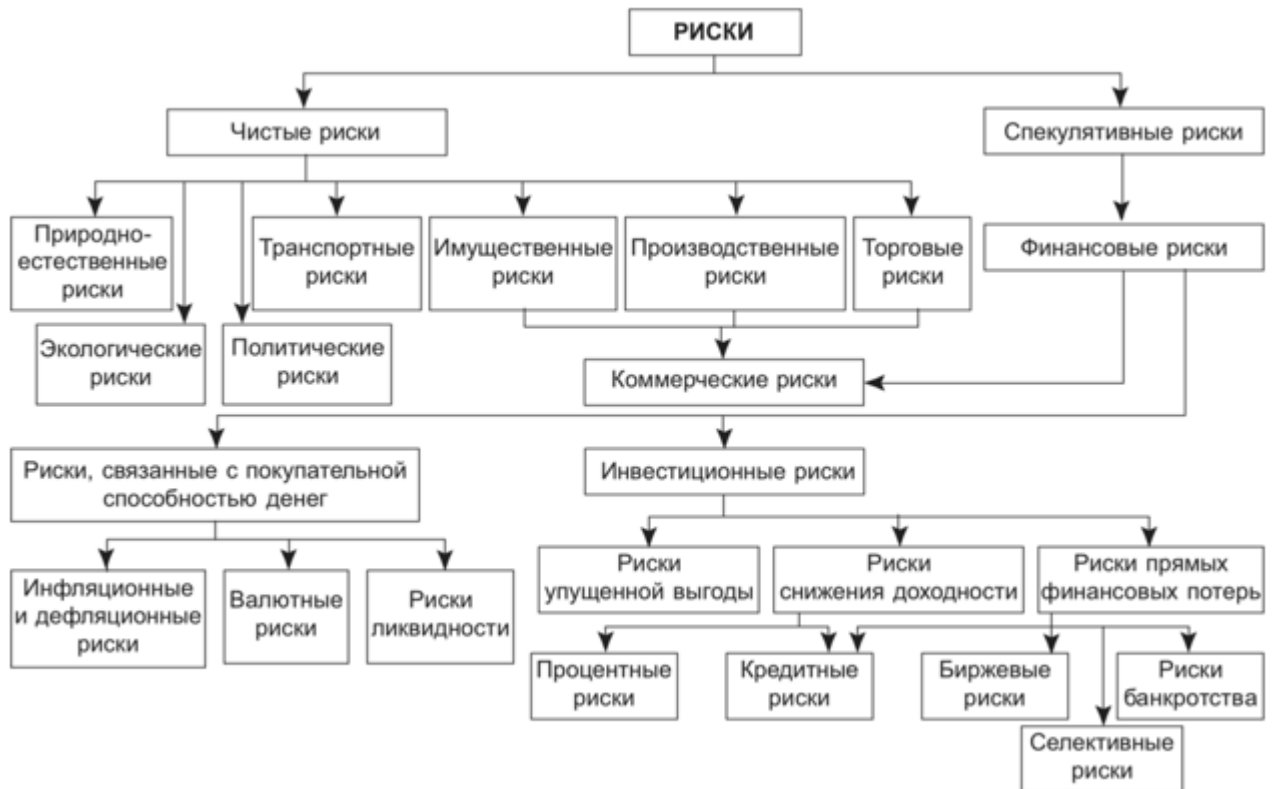 РИСКИ
Чистые риски
Спекулятивные риски
Природно-
естественные
риски
Транспортные
риски
Имущественные
риски
Производственные
риски
Торговые
риски
Финансовые риски
Экологические
риски
Политические
риски
Коммерческие риски
Риски, связанные с покупательной
способностью денег
Инвестиционные риски
Инфляционные
и дефляционные
риски
Валютные
риски
Риски
ликвидности
Риски
упущенной выгоды
Риски
снижения доходности
Риски прямых
финансовых потерь
Процентные
риски
Кредитные
риски
Биржевые
риски
Риски
банкротства
Селективные
риски